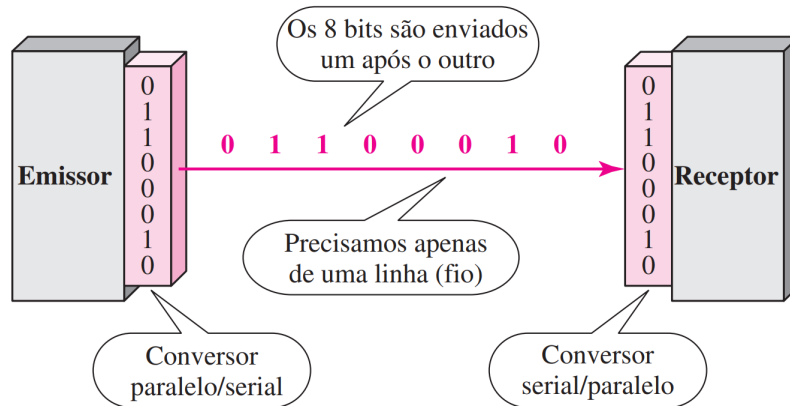 Os 8 bits são enviados
um após o outro
0
1
1
0
0
0
1
0
Emissor
0 1 1 0 0 0 1 0
0
1
1
0
0
0
1
0
Receptor
Precisamos apenas
de uma linha (fio)
Conversor
paralelo/serial
Conversor
serial/paralelo